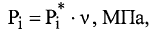 Pᵢ = Pᵢ* · ν, МПа,